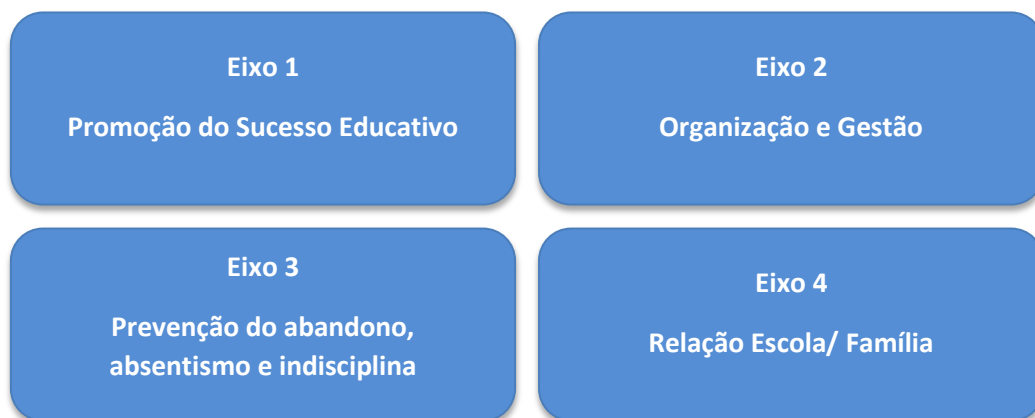 Eixo 1
Promoção do Sucesso Educativo
Eixo 2
Organização e Gestão
Eixo 3
Prevenção do abandono,
absentismo e indisciplina
Eixo 4
Relação Escola/ Família